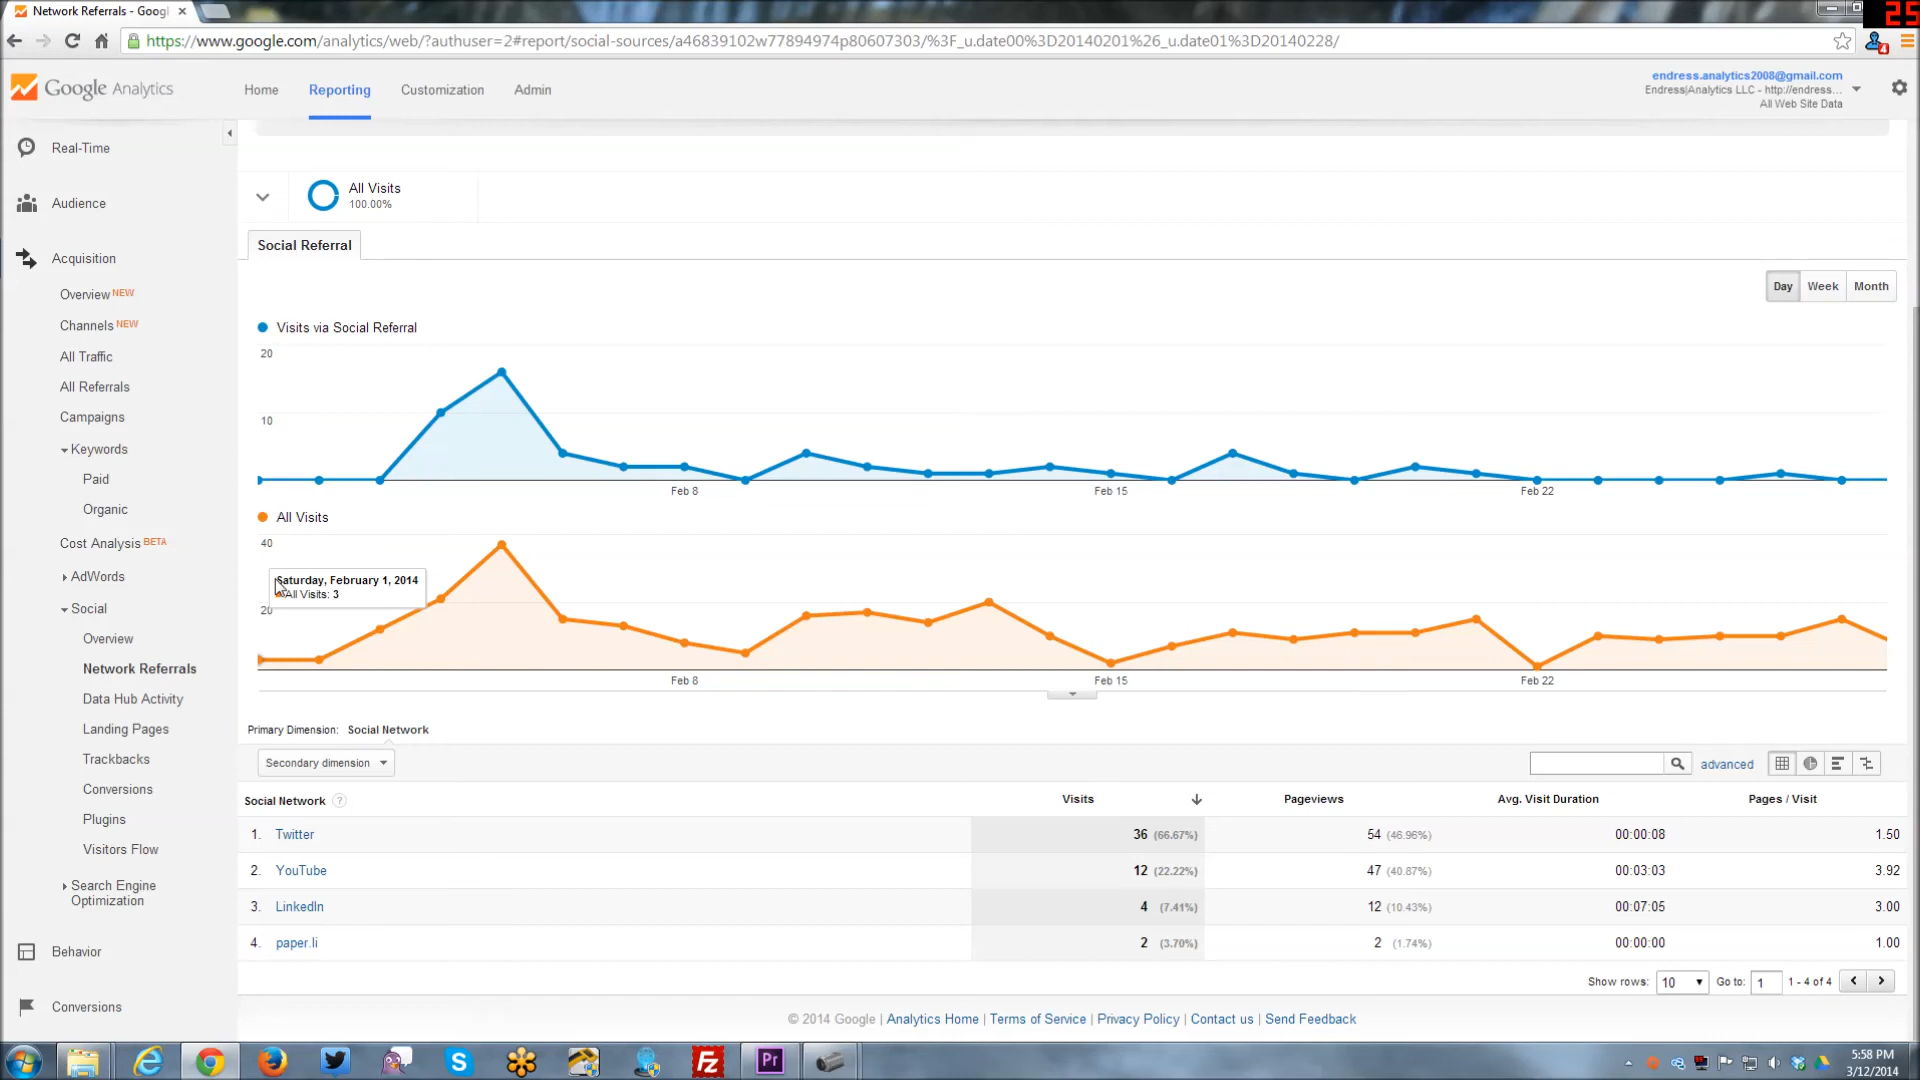 Network Referrals - Googl
25
https://www.google.com/analytics/web/?authuser=2#report/social-sources/a46839102w77894974p80607303/%3F_u.date00%3D20140201%26_u.date01%3D20140228/
4
Google Analytics
Home
Reporting
Customization
Admin
endress.analytics2008@gmail.com
Endress|Analytics LLC - http://endress...
All Web Site Data
Real-Time
Audience
Acquisition
Overview NEW
Channels NEW
All Traffic
All Referrals
Campaigns
Keywords
Paid
Organic
Cost Analysis BETA
AdWords
Social
Overview
Network Referrals
Data Hub Activity
Landing Pages
Trackbacks
Conversions
Plugins
Visitors Flow
Search Engine
Optimization
Behavior
Conversions
All Visits
100.00%
Social Referral
Day Week Month
Visits via Social Referral
20
10
Feb 8 Feb 15 Feb 22
All Visits
40
Saturday, February 1, 2014
All Visits: 3
20
Feb 8 Feb 15 Feb 22
Primary Dimension: Social Network
Secondary dimension
advanced
Social Network ? Visits Pageviews Avg. Visit Duration Pages / Visit
1. Twitter 36 (66.67%) 54 (46.96%) 00:00:08 1.50
2. YouTube 12 (22.22%) 47 (40.87%) 00:03:03 3.92
3. LinkedIn 4 (7.41%) 12 (10.43%) 00:07:05 3.00
4. paper.li 2 (3.70%) 2 (1.74%) 00:00:00 1.00
Show rows: 10 Go to: 1 1 - 4 of 4
© 2014 Google | Analytics Home | Terms of Service | Privacy Policy | Contact us | Send Feedback
S
Fz
Pr
5:58 PM
3/12/2014